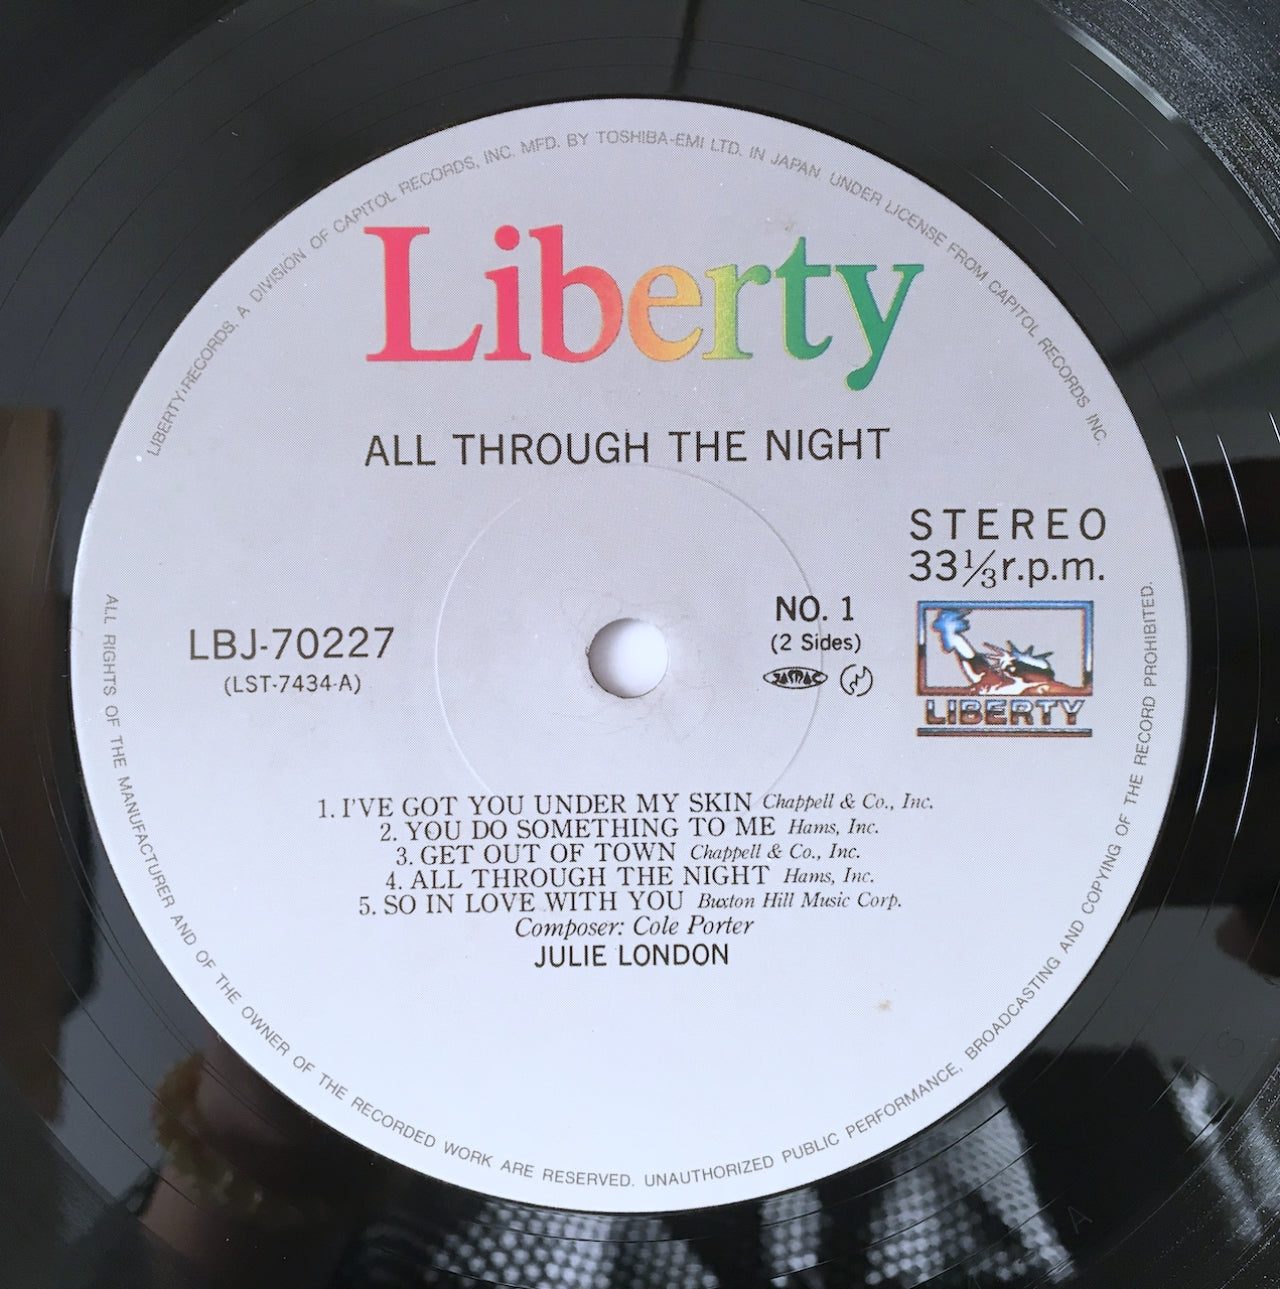 LIBERTY RECORDS, A DIVISION OF CAPITOL RECORDS, INC. MFD. BY TOSHIBA-EMI LTD. IN JAPAN UNDER LICENSE FROM CAPITOL RECORDS INC.
Liberty
ALL THROUGH THE NIGHT
STEREO
33⅓ r.p.m.
NO. 1
(2 Sides)
LBJ-70227
(LST-7434-A)
JASRAC
LIBERTY
1. I'VE GOT YOU UNDER MY SKIN Chappell & Co., Inc.
2. YOU DO SOMETHING TO ME Hams, Inc.
3. GET OUT OF TOWN Chappell & Co., Inc.
4. ALL THROUGH THE NIGHT Hams, Inc.
5. SO IN LOVE WITH YOU Buxton Hill Music Corp.
Composer: Cole Porter
JULIE LONDON
ALL RIGHTS OF THE MANUFACTURER AND OF THE OWNER OF THE RECORDED WORK ARE RESERVED. UNAUTHORIZED PUBLIC PERFORMANCE, BROADCASTING AND COPYING OF THE RECORD PROHIBITED.